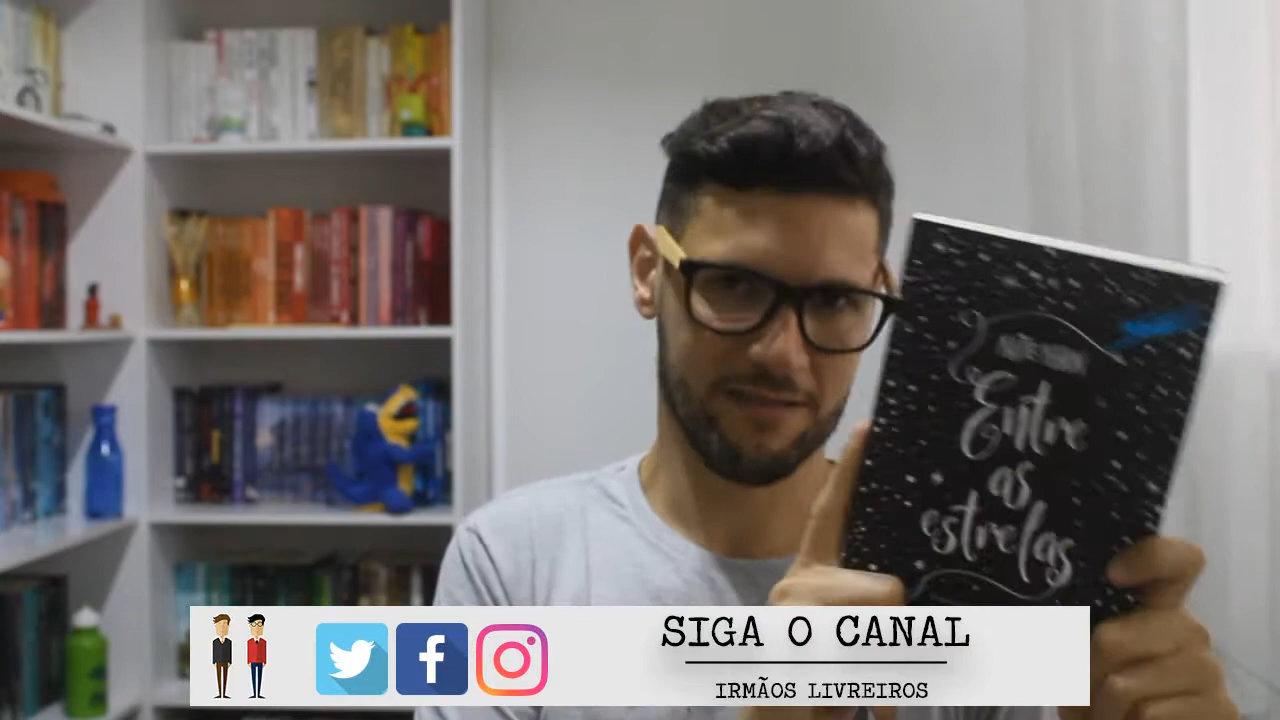 Entre
as
estrelas
SIGA O CANAL
IRMÃOS LIVREIROS